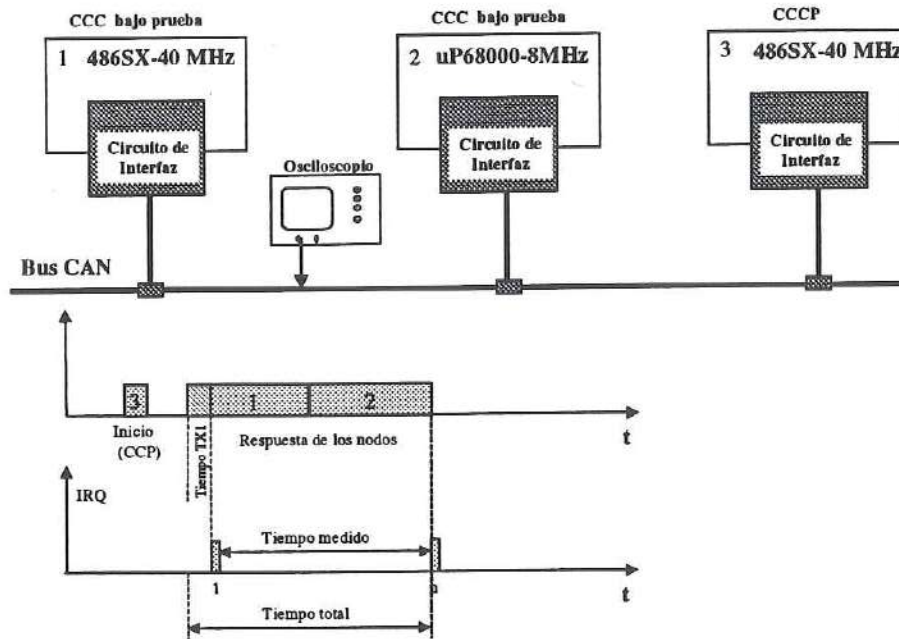 CCC bajo prueba
1 486SX-40 MHz
Circuito de
Interfaz
CCC bajo prueba
2 uP68000-8MHz
Circuito de
Interfaz
CCCP
3 486SX-40 MHz
Circuito de
Interfaz
Osciloscopio
Bus CAN
3
1
2
Inicio
(CCP)
Tiempo TX1
Respuesta de los nodos
t
IRQ
Tiempo medido
1
t
Tiempo total